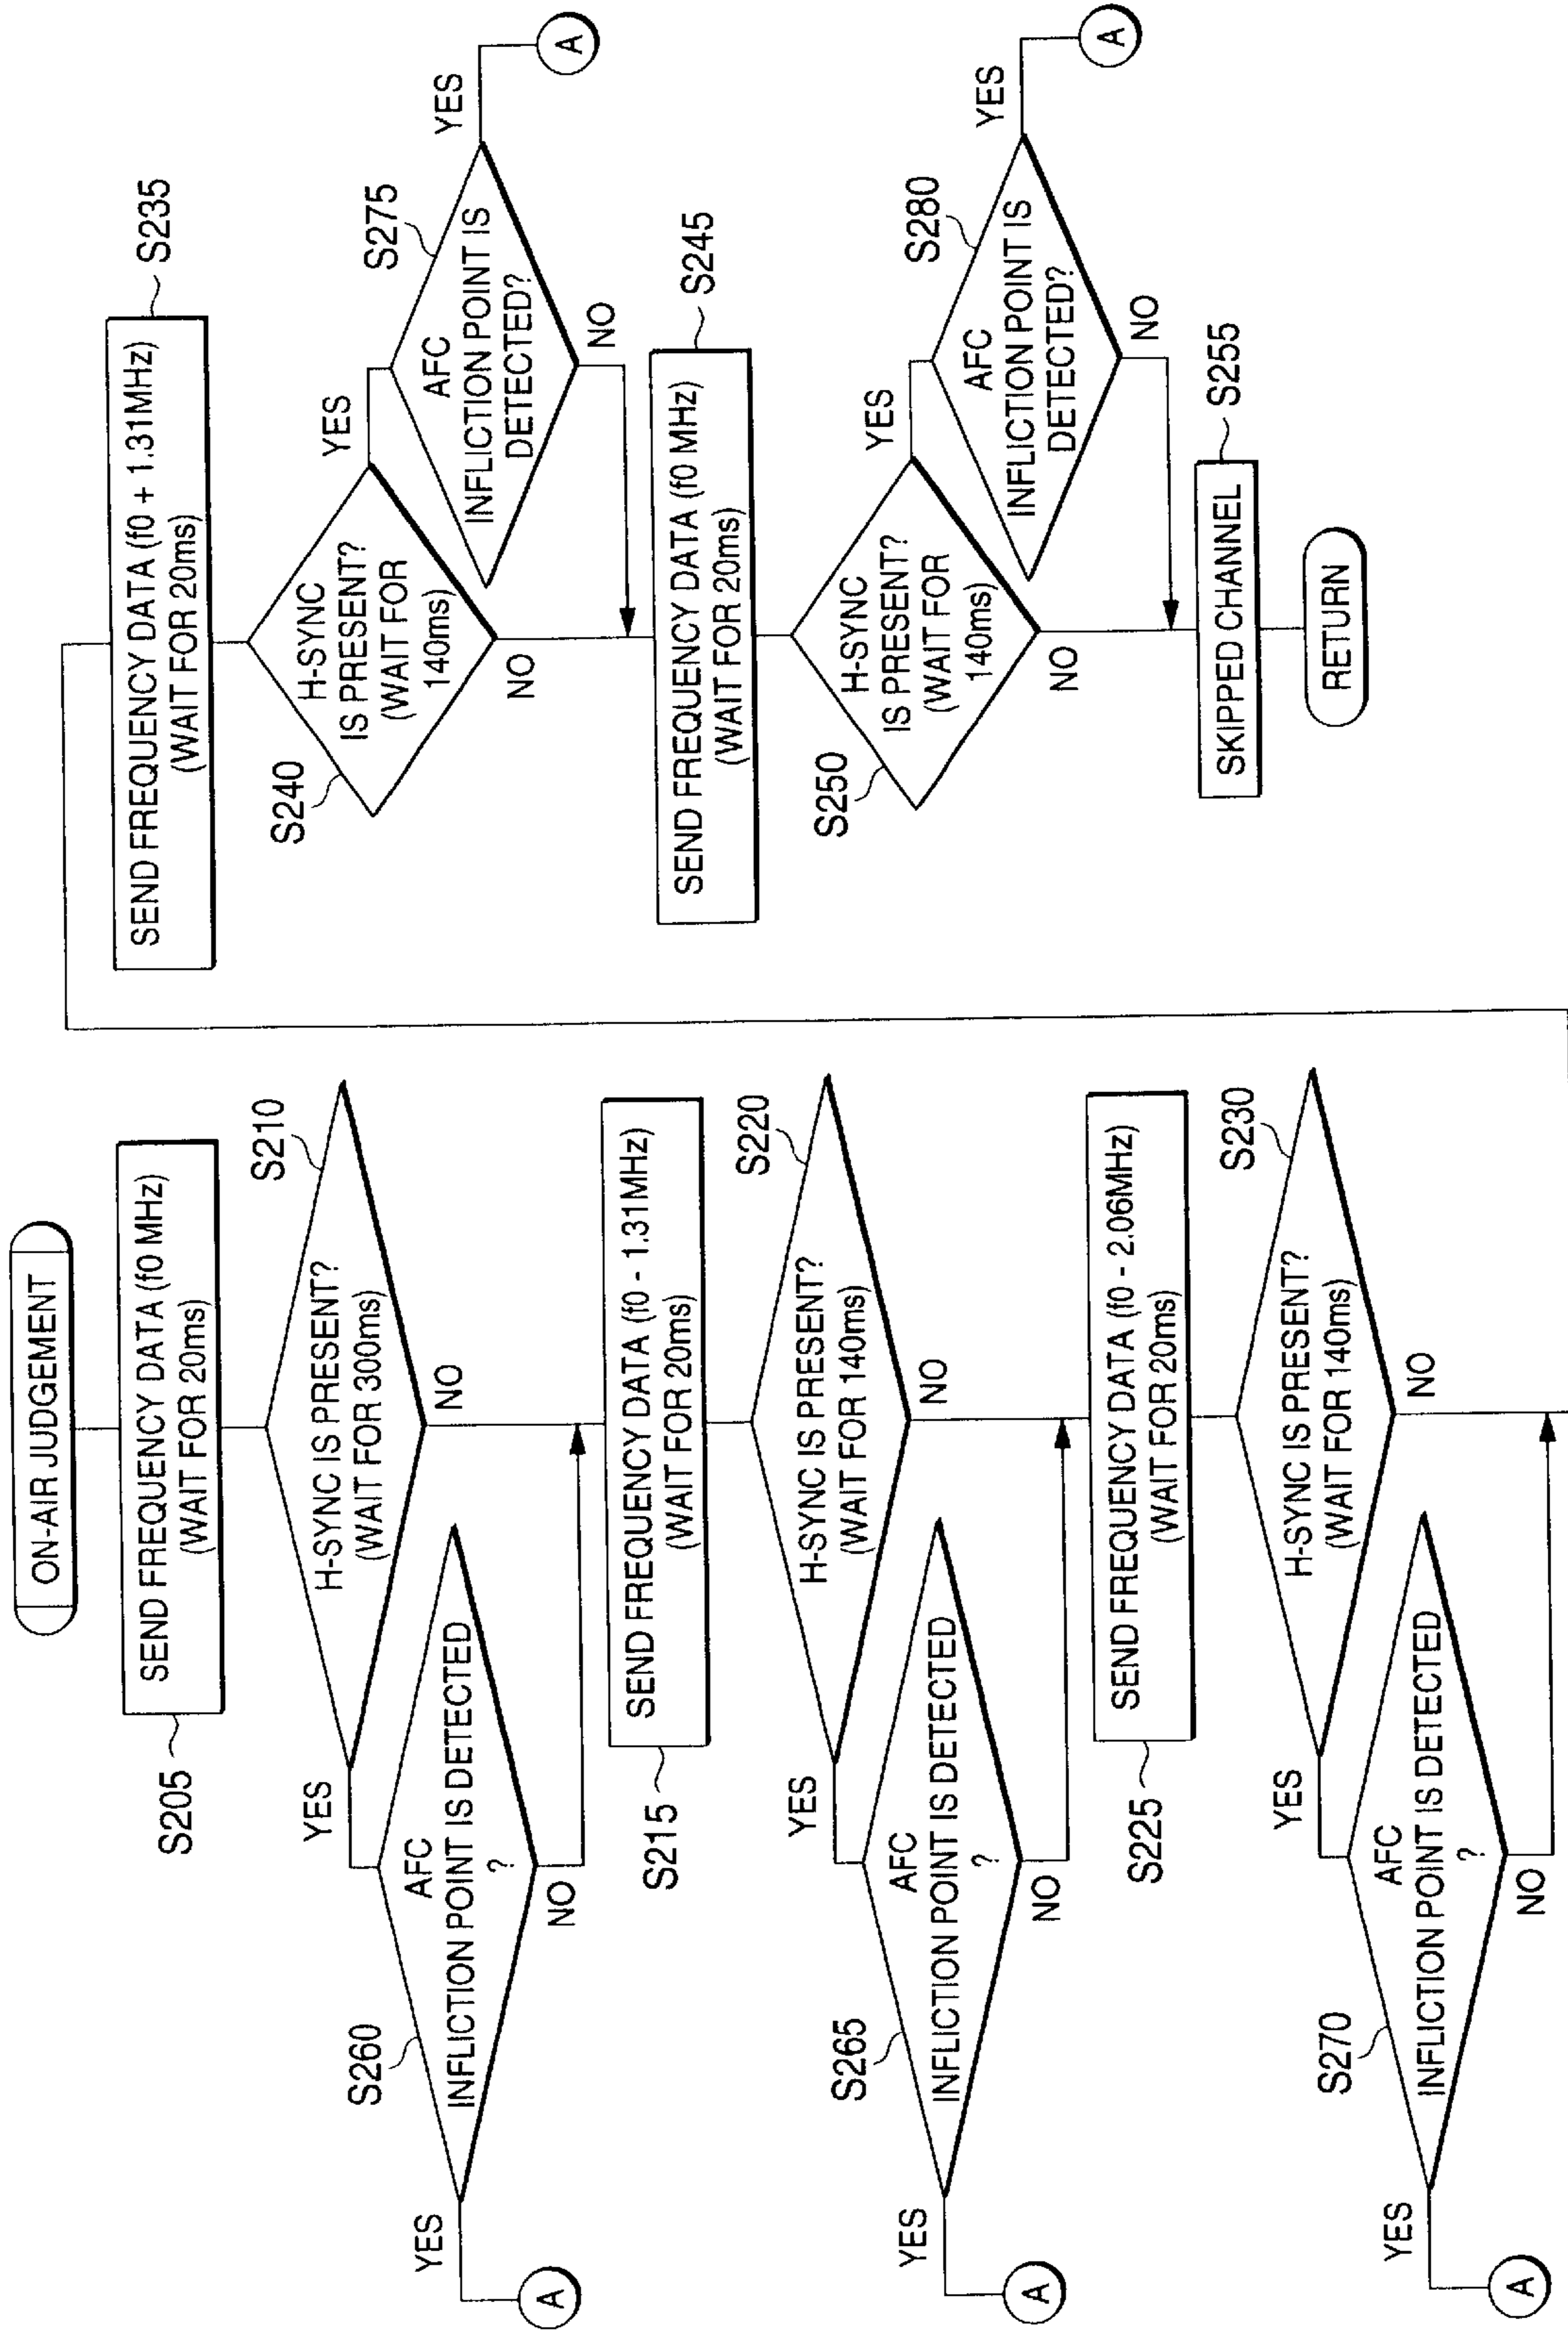 ON-AIR JUDGEMENT
SEND FREQUENCY DATA (f0 MHz)
(WAIT FOR 20ms)
S205
S210
H-SYNC IS PRESENT?
(WAIT FOR 300ms)
YES
NO
S260
AFC
INFLICTION POINT IS DETECTED
?
YES
NO
A
SEND FREQUENCY DATA (f0 - 1.31MHz)
(WAIT FOR 20ms)
S215
S220
H-SYNC IS PRESENT?
(WAIT FOR 140ms)
YES
NO
S265
AFC
INFLICTION POINT IS DETECTED
?
YES
NO
A
SEND FREQUENCY DATA (f0 - 2.06MHz)
(WAIT FOR 20ms)
S225
S230
H-SYNC IS PRESENT?
(WAIT FOR 140ms)
YES
NO
S270
AFC
INFLICTION POINT IS DETECTED
?
YES
NO
A
SEND FREQUENCY DATA (f0 + 1.31MHz)
(WAIT FOR 20ms)
S235
S240
H-SYNC
IS PRESENT?
(WAIT FOR
140ms)
YES
NO
S275
AFC
INFLICTION POINT IS
DETECTED?
YES
NO
A
SEND FREQUENCY DATA (f0 MHz)
(WAIT FOR 20ms)
S245
S250
H-SYNC
IS PRESENT?
(WAIT FOR
140ms)
YES
NO
S280
AFC
INFLICTION POINT IS
DETECTED?
YES
NO
A
SKIPPED CHANNEL
S255
RETURN